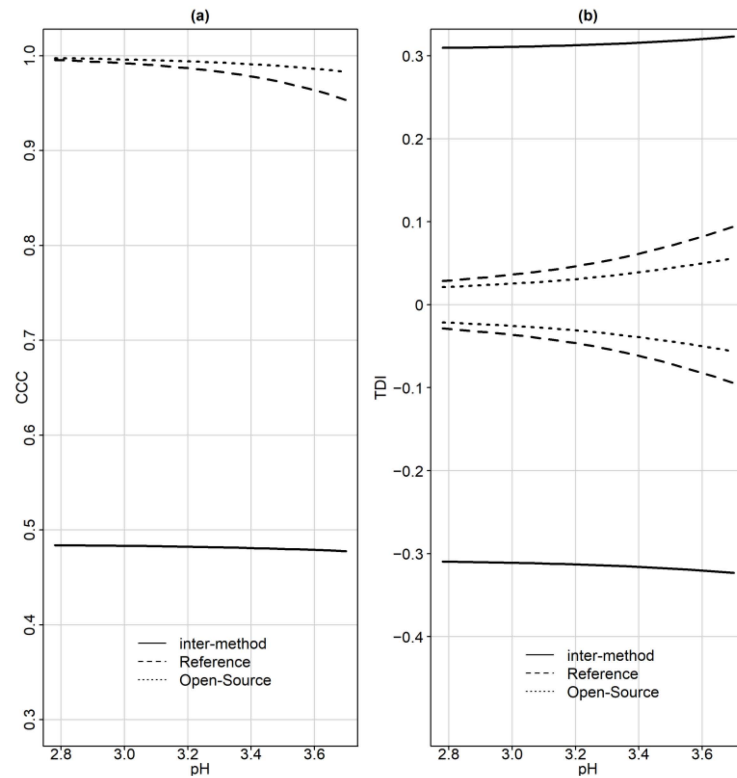 (a)
CCC
1.0
0.9
0.8
0.7
0.6
0.5
0.4
0.3
inter-method
Reference
Open-Source
2.8 3.0 3.2 3.4 3.6
pH
(b)
TDI
0.3
0.2
0.1
0
−0.1
−0.2
−0.3
−0.4
inter-method
Reference
Open-Source
2.8 3.0 3.2 3.4 3.6
pH